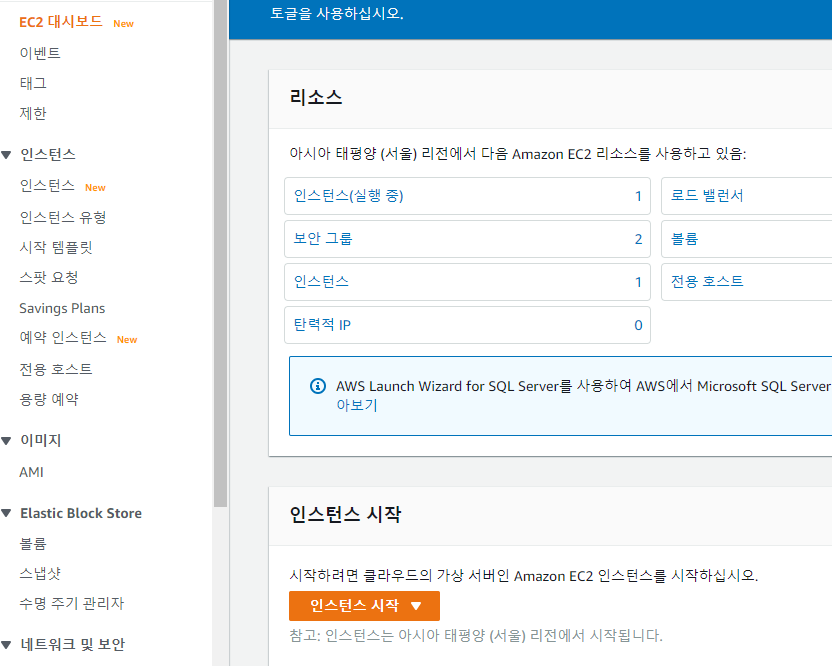 EC2 대시보드 New
이벤트
태그
제한
인스턴스
인스턴스 New
인스턴스 유형
시작 템플릿
스팟 요청
Savings Plans
예약 인스턴스 New
전용 호스트
용량 예약
이미지
AMI
Elastic Block Store
볼륨
스냅샷
수명 주기 관리자
네트워크 및 보안
토글을 사용하십시오.
리소스
아시아 태평양 (서울) 리전에서 다음 Amazon EC2 리소스를 사용하고 있음:
인스턴스(실행 중) 1 로드 밸런서
보안 그룹 2 볼륨
인스턴스 1 전용 호스트
탄력적 IP 0
AWS Launch Wizard for SQL Server를 사용하여 AWS에서 Microsoft SQL Server
아보기
인스턴스 시작
시작하려면 클라우드의 가상 서버인 Amazon EC2 인스턴스를 시작하십시오.
인스턴스 시작 ▼
참고: 인스턴스는 아시아 태평양 (서울) 리전에서 시작됩니다.